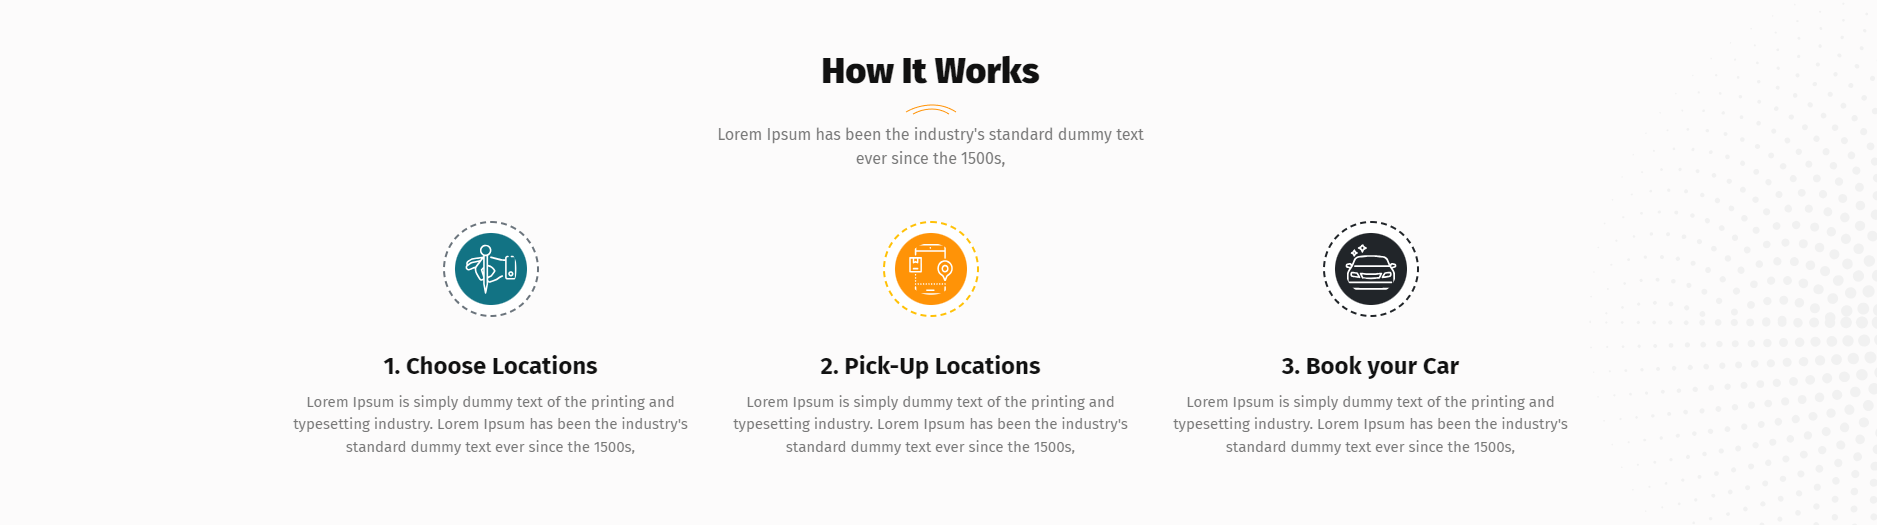 How It Works
Lorem Ipsum has been the industry's standard dummy text
ever since the 1500s,
1. Choose Locations
Lorem Ipsum is simply dummy text of the printing and
typesetting industry. Lorem Ipsum has been the industry's
standard dummy text ever since the 1500s,
2. Pick-Up Locations
Lorem Ipsum is simply dummy text of the printing and
typesetting industry. Lorem Ipsum has been the industry's
standard dummy text ever since the 1500s,
3. Book your Car
Lorem Ipsum is simply dummy text of the printing and
typesetting industry. Lorem Ipsum has been the industry's
standard dummy text ever since the 1500s,